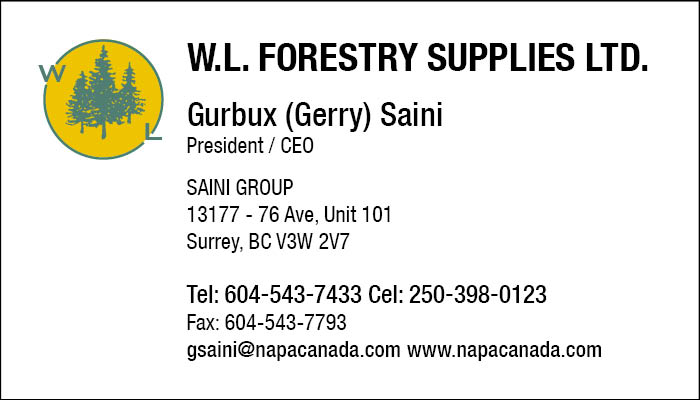 W
L
W.L. FORESTRY SUPPLIES LTD.
Gurbux (Gerry) Saini
President / CEO
SAINI GROUP
13177 - 76 Ave, Unit 101
Surrey, BC V3W 2V7
Tel: 604-543-7433 Cel: 250-398-0123
Fax: 604-543-7793
gsaini@napacanada.com www.napacanada.com